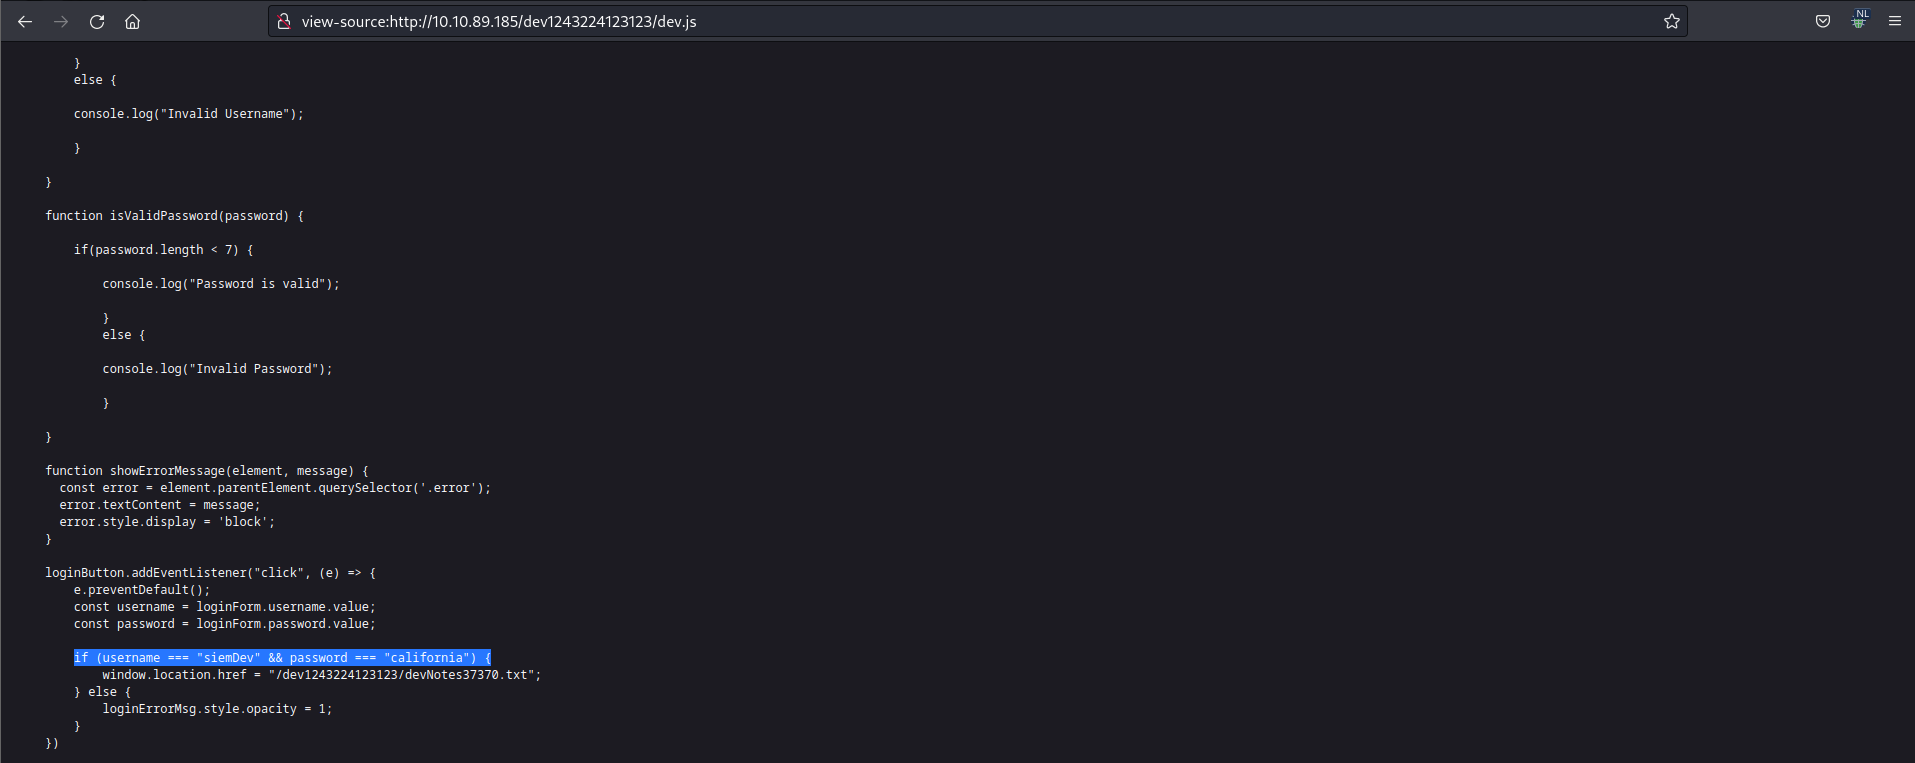 view-source:http://10.10.89.185/dev1243224123123/dev.js
NL
}
else {
console.log("Invalid Username");
}
}
function isValidPassword(password) {
if(password.length < 7) {
console.log("Password is valid");
}
else {
console.log("Invalid Password");
}
}
function showErrorMessage(element, message) {
const error = element.parentElement.querySelector('.error');
error.textContent = message;
error.style.display = 'block';
}
loginButton.addEventListener("click", (e) => {
e.preventDefault();
const username = loginForm.username.value;
const password = loginForm.password.value;
if (username === "siemDev" && password === "california") {
window.location.href = "/dev1243224123123/devNotes37370.txt";
} else {
loginErrorMsg.style.opacity = 1;
}
})